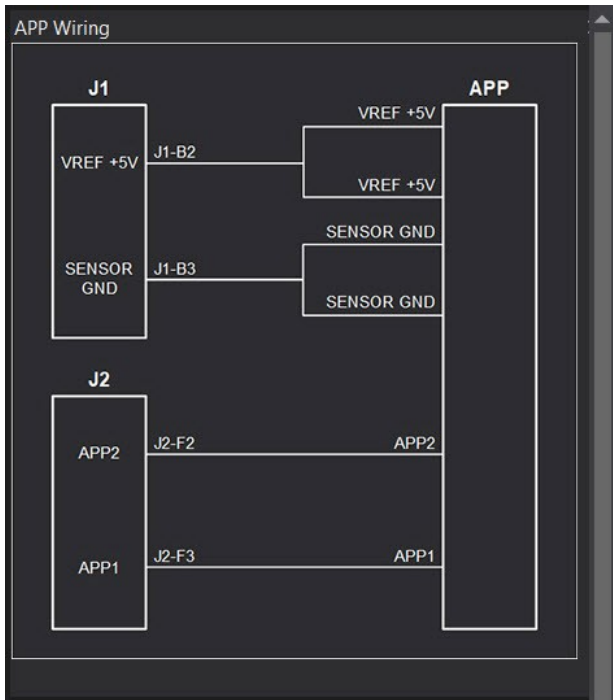 APP Wiring
J1
APP
VREF +5V
J1-B2
VREF +5V
VREF +5V
SENSOR
GND
J1-B3
SENSOR GND
SENSOR GND
J2
APP2
J2-F2
APP2
APP1
J2-F3
APP1